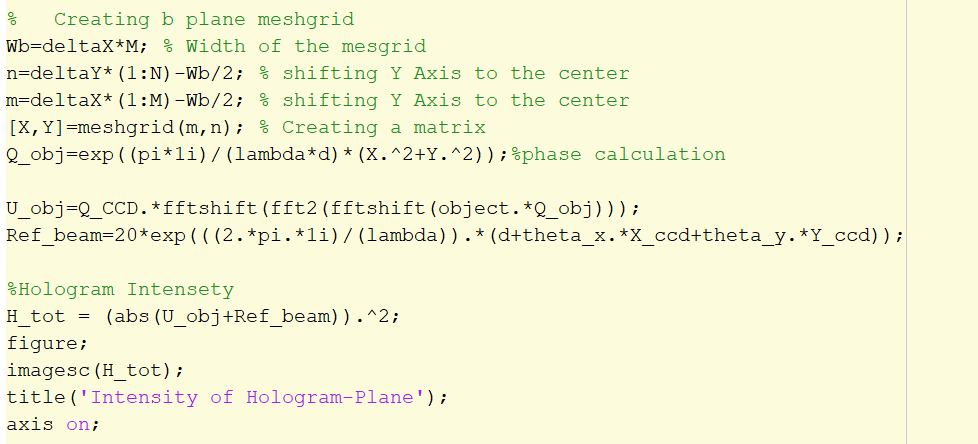 %   Creating b plane meshgrid
Wb=deltaX*M; % Width of the mesgrid
n=deltaY*(1:N)-Wb/2; % shifting Y Axis to the center
m=deltaX*(1:M)-Wb/2; % shifting Y Axis to the center
[X,Y]=meshgrid(m,n); % Creating a matrix
Q_obj=exp((pi*1i)/(lambda*d)*(X.^2+Y.^2));%phase calculation
U_obj=Q_CCD.*fftshift(fft2(fftshift(object.*Q_obj)));
Ref_beam=20*exp(((2.*pi.*1i)/(lambda)).*(d+theta_x.*X_ccd+theta_y.*Y_ccd));
%Hologram Intensety
H_tot = (abs(U_obj+Ref_beam)).^2;
figure;
imagesc(H_tot);
title('Intensity of Hologram-Plane');
axis on;